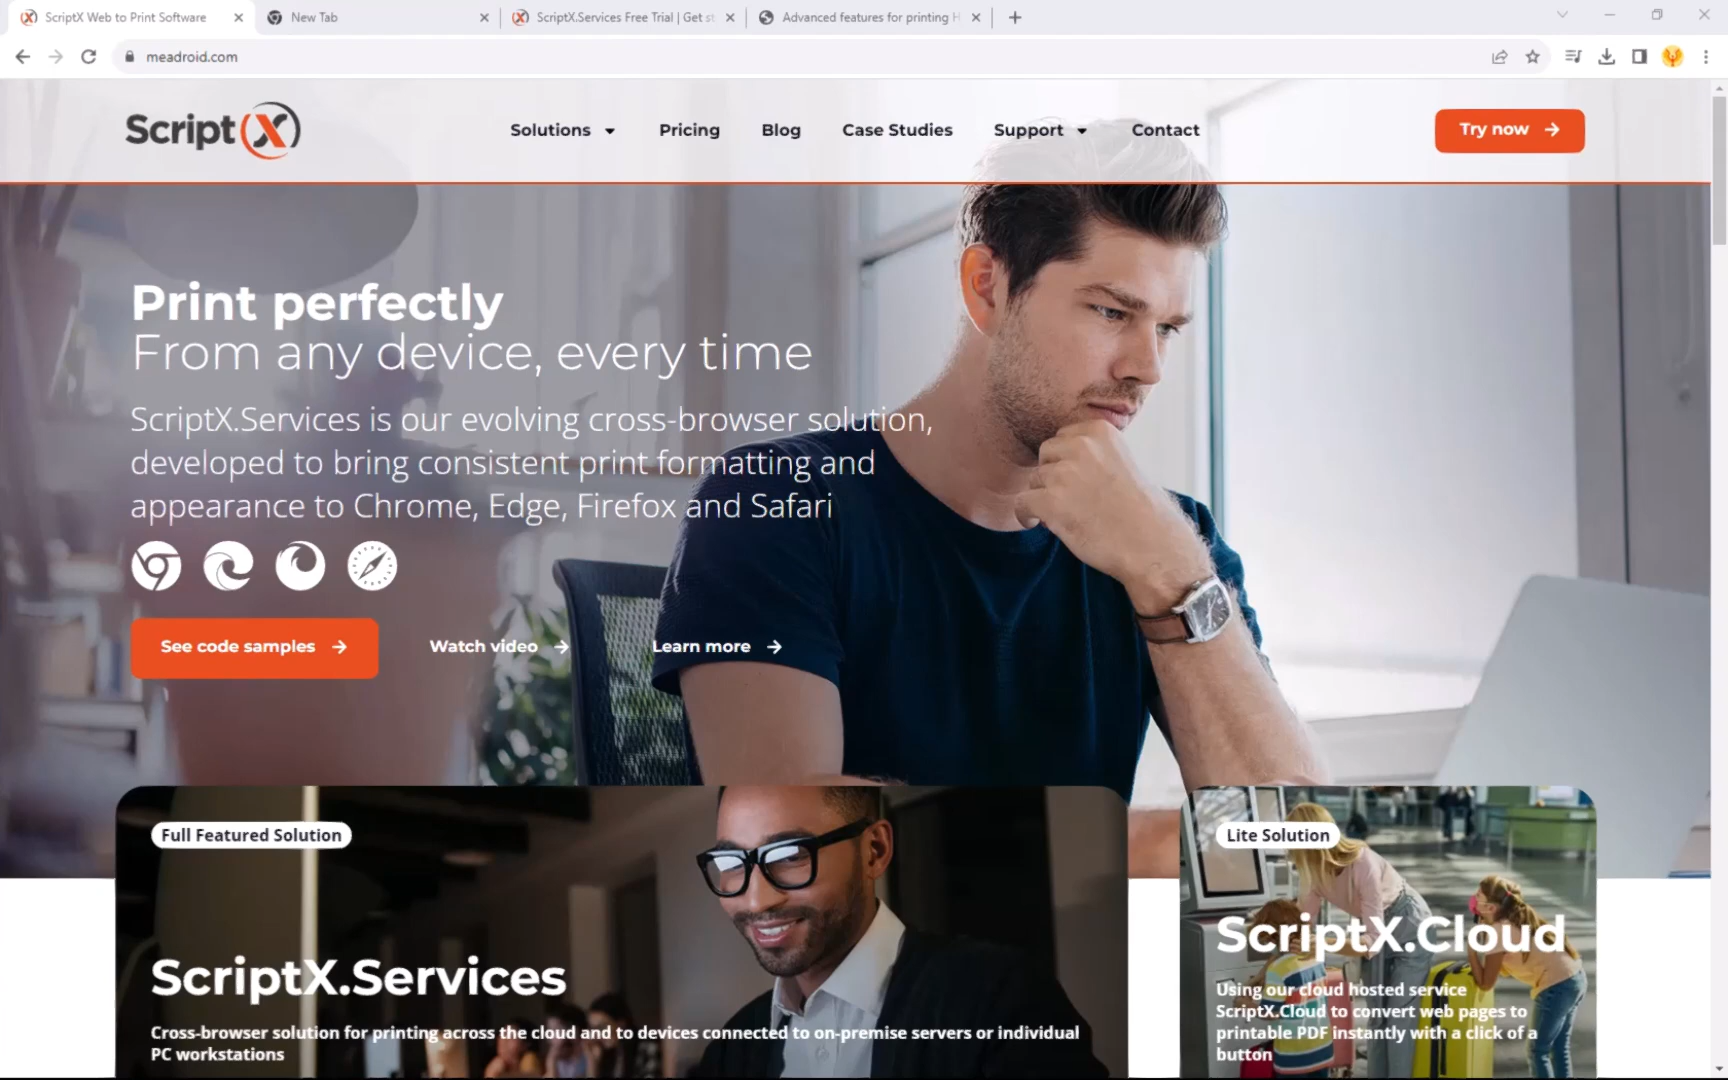 ScriptX Web to Print Software
New Tab
ScriptX.Services Free Trial | Get st
Advanced features for printing H
meadroid.com
ScriptX
Solutions
Pricing
Blog
Case Studies
Support
Contact
Try now
Print perfectly
From any device, every time
ScriptX.Services is our evolving cross-browser solution,
developed to bring consistent print formatting and
appearance to Chrome, Edge, Firefox and Safari
See code samples
Watch video
Learn more
Full Featured Solution
ScriptX.Services
Cross-browser solution for printing across the cloud and to devices connected to on-premise servers or individual
PC workstations
Lite Solution
ScriptX.Cloud
Using our cloud hosted service
ScriptX.Cloud to convert web pages to
printable PDF instantly with a click of a
button